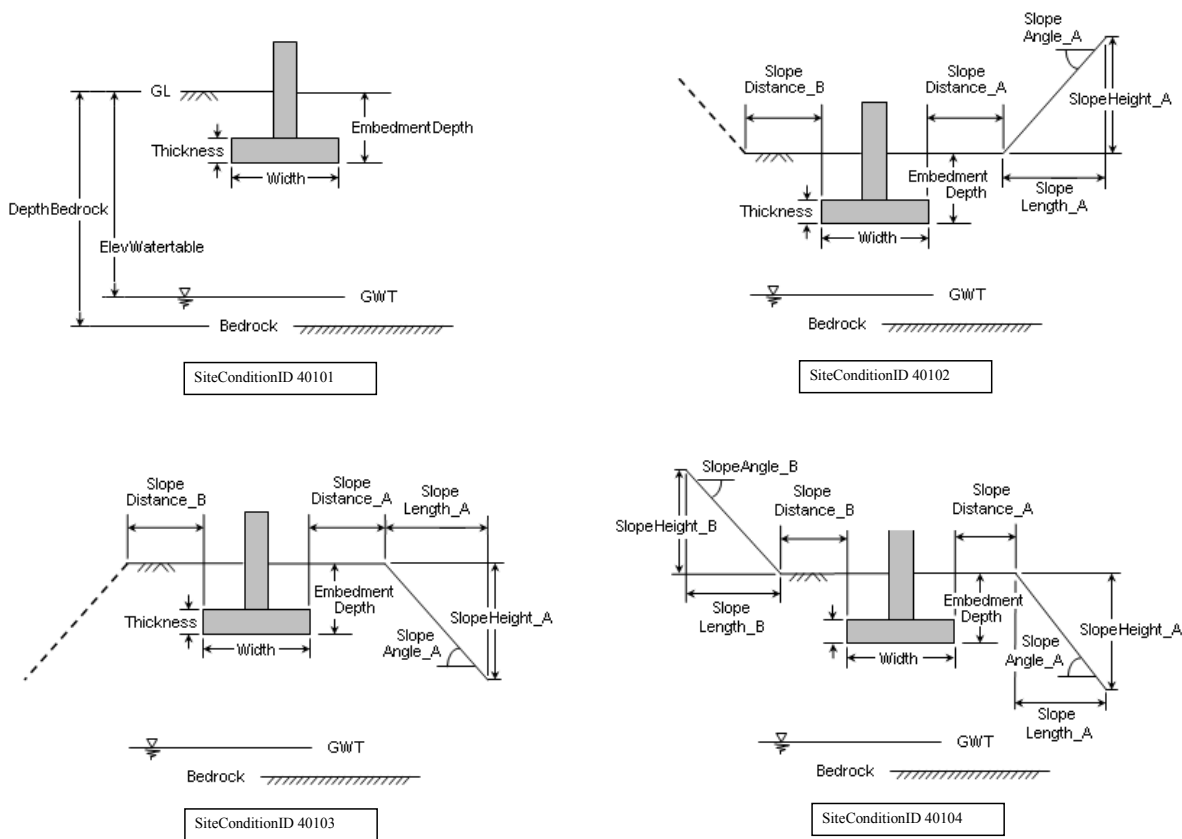 GL
EmbedmentDepth
Thickness
Width
DepthBedrock
ElevWatertable
GWT
Bedrock
SiteConditionID 40101
Slope
Angle_A
Slope
Distance_B
Slope
Distance_A
SlopeHeight_A
Embedment
Depth
Slope
Length_A
Thickness
Width
GWT
Bedrock
SiteConditionID 40102
Slope
Distance_B
Slope
Distance_A
Slope
Length_A
Embedment
Depth
Thickness
SlopeHeight_A
Slope
Angle_A
Width
GWT
Bedrock
SiteConditionID 40103
SlopeAngle_B
Slope
Distance_B
Slope
Distance_A
SlopeHeight_B
Embedment
Depth
Slope
Length_B
SlopeHeight_A
Width
Slope
Angle_A
Slope
Length_A
GWT
Bedrock
SiteConditionID 40104